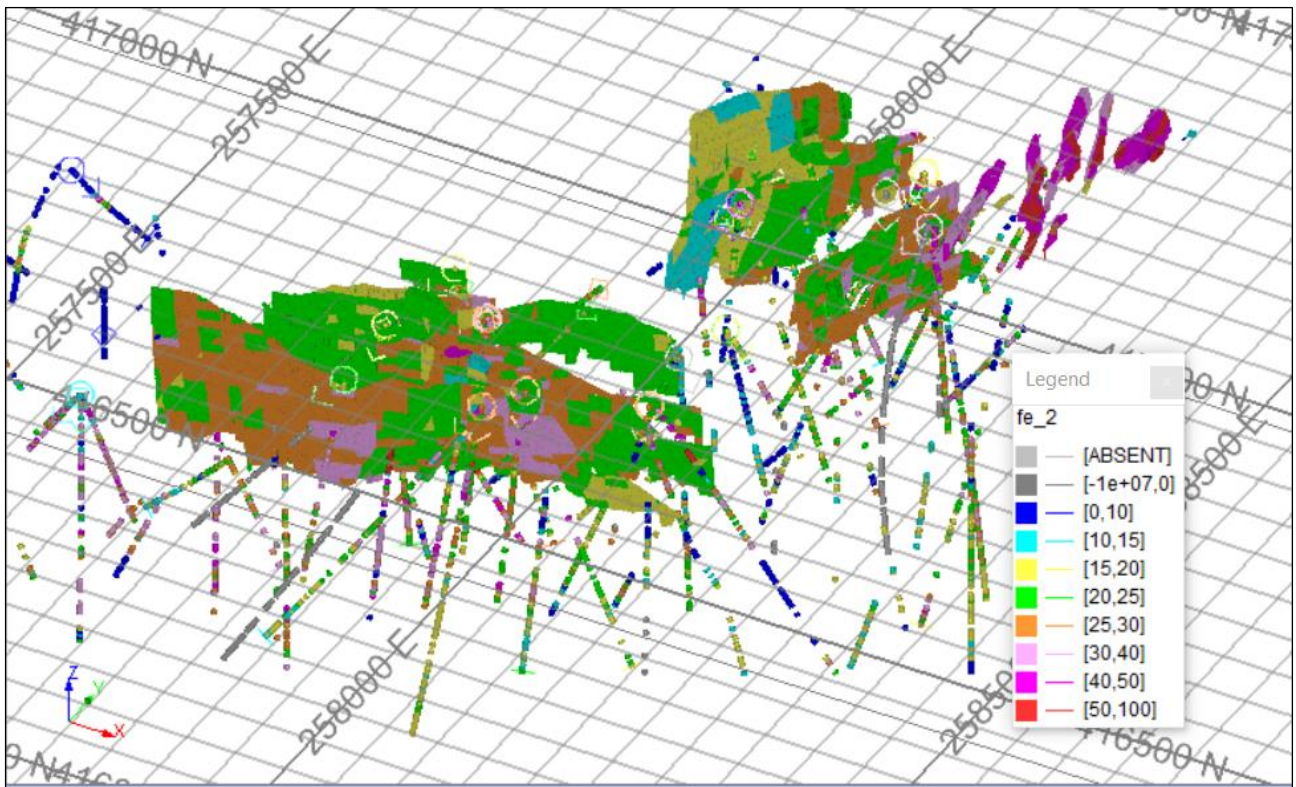 417000 N
257500 E
258000 E
257500 E
416500 N
Legend
fe_2
[ABSENT]
[-1e+07,0]
[0,10]
[10,15]
[15,20]
[20,25]
[25,30]
[30,40]
[40,50]
[50,100]
258000 E
416500 N
Z
Y
X